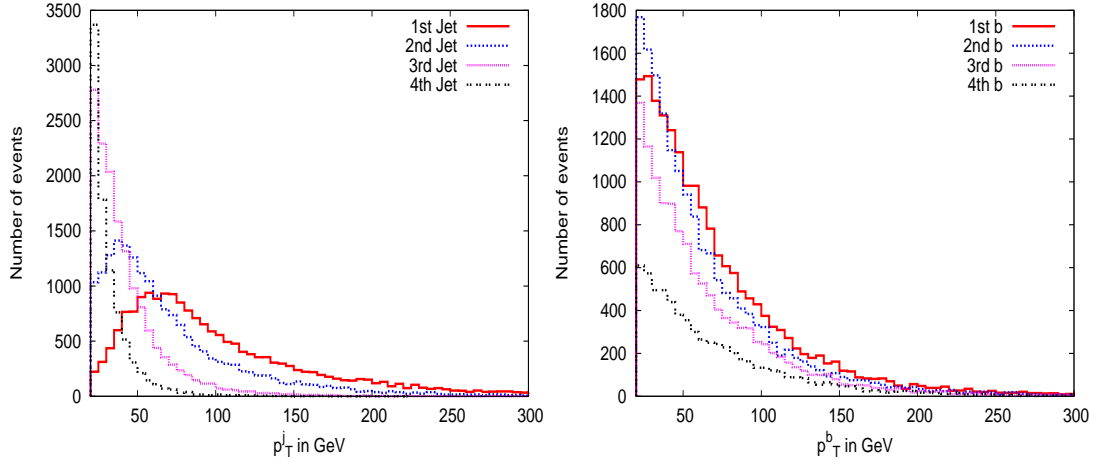 3500
3000
2500
2000
1500
1000
500
0
50
100
150
200
250
300
Number of events
p_T^j in GeV
1st Jet
2nd Jet
3rd Jet
4th Jet
1800
1600
1400
1200
1000
800
600
400
200
0
50
100
150
200
250
300
Number of events
p_T^b in GeV
1st b
2nd b
3rd b
4th b